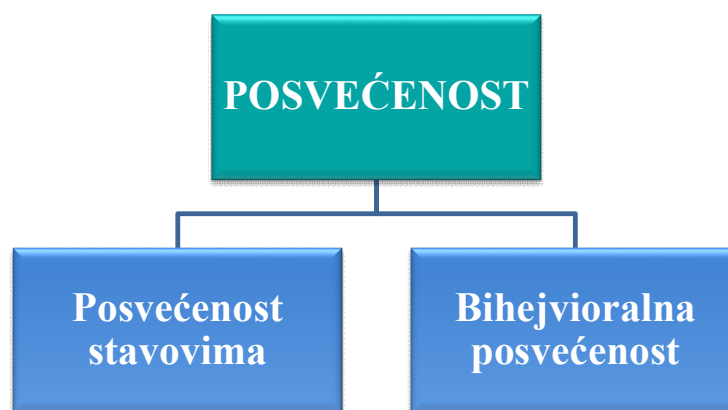 POSVEĆENOST
Posvećenost
stavovima
Bihejvioralna
posvećenost